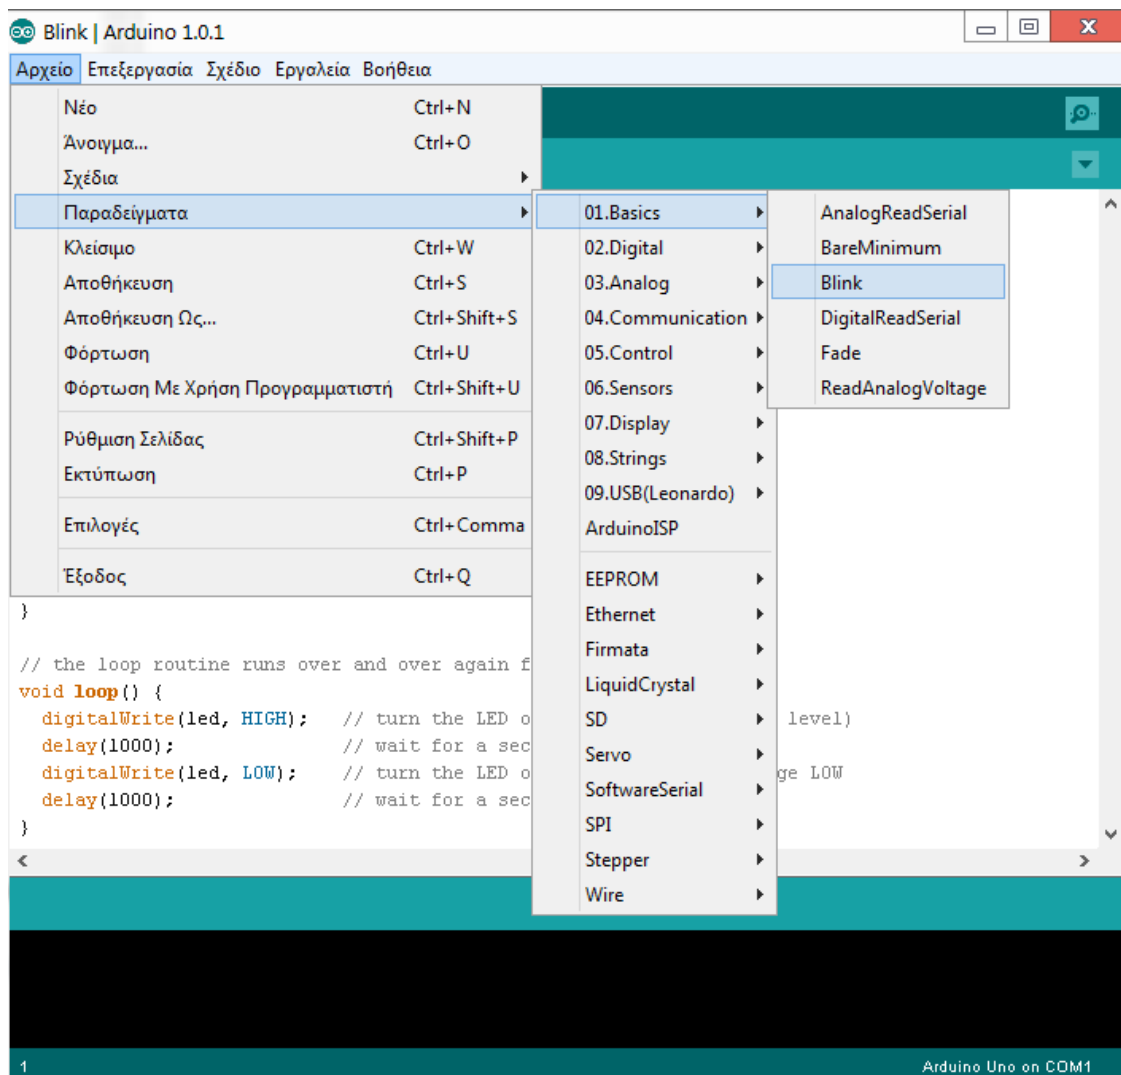 Blink | Arduino 1.0.1
Αρχείο Επεξεργασία Σχέδιο Εργαλεία Βοήθεια
Νέο Ctrl+N
Άνοιγμα... Ctrl+O
Σχέδια
Παραδείγματα
Κλείσιμο Ctrl+W
Αποθήκευση Ctrl+S
Αποθήκευση Ως... Ctrl+Shift+S
Φόρτωση Ctrl+U
Φόρτωση Με Χρήση Προγραμματιστή Ctrl+Shift+U
Ρύθμιση Σελίδας Ctrl+Shift+P
Εκτύπωση Ctrl+P
Επιλογές Ctrl+Comma
Έξοδος Ctrl+Q
01.Basics
02.Digital
03.Analog
04.Communication
05.Control
06.Sensors
07.Display
08.Strings
09.USB(Leonardo)
ArduinoISP
EEPROM
Ethernet
Firmata
LiquidCrystal
SD
Servo
SoftwareSerial
SPI
Stepper
Wire
AnalogReadSerial
BareMinimum
Blink
DigitalReadSerial
Fade
ReadAnalogVoltage
}
// the loop routine runs over and over again f
void loop() {
digitalWrite(led, HIGH); // turn the LED o level)
delay(1000); // wait for a sec
digitalWrite(led, LOW); // turn the LED o ge LOW
delay(1000); // wait for a sec
}
1 Arduino Uno on COM1